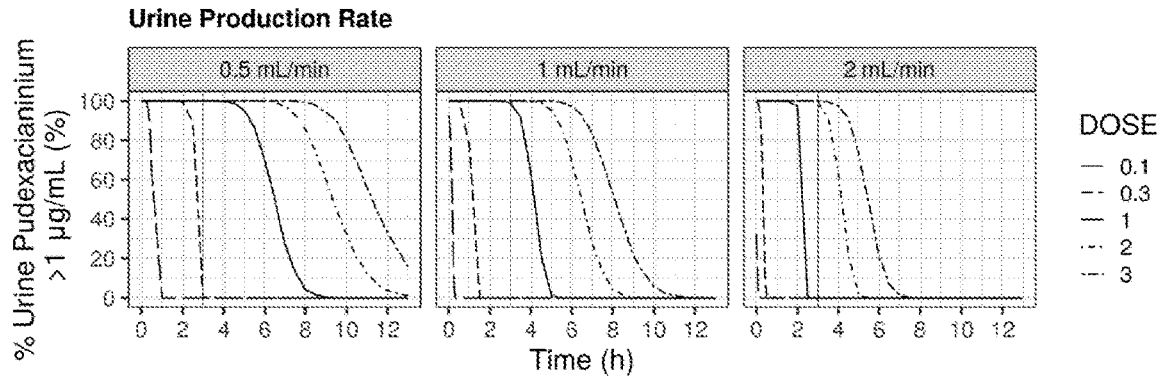 Urine Production Rate
0.5 mL/min
1 mL/min
2 mL/min
% Urine Pudexacianinium
>1 µg/mL (%)
100
80
60
40
20
0
0 2 4 6 8 10 12
0 2 4 6 8 10 12
0 2 4 6 8 10 12
Time (h)
DOSE
0.1
0.3
1
2
3